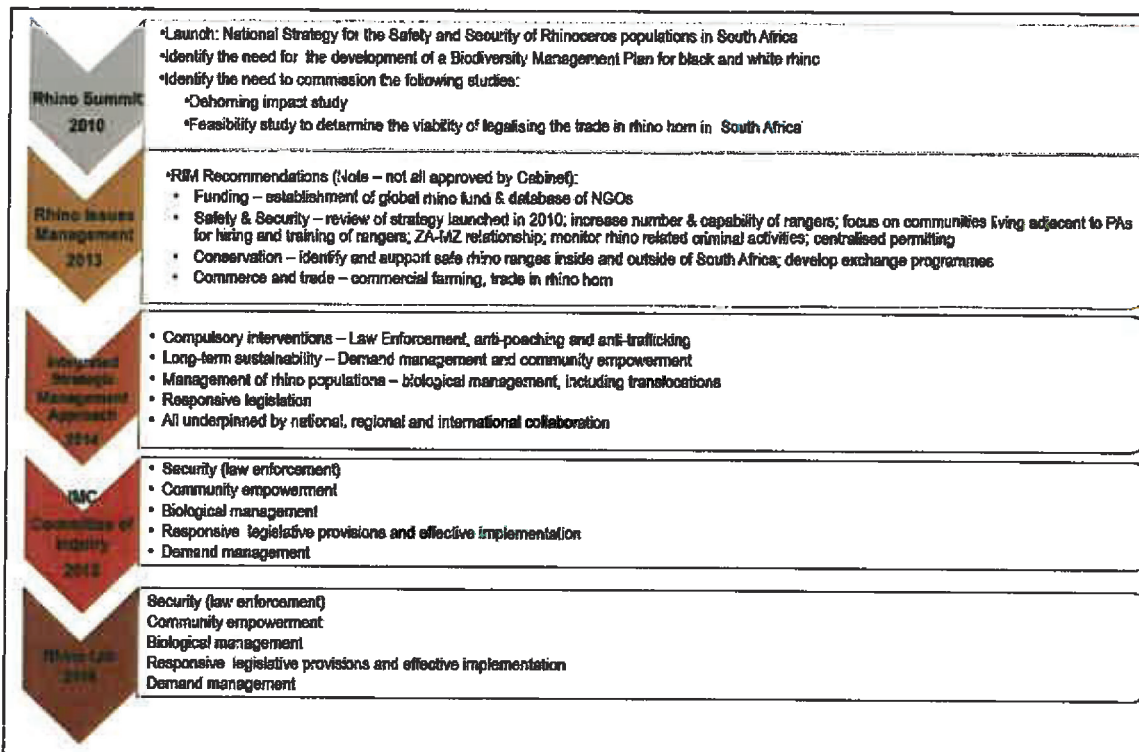 Rhino Summit
2010
•Launch: National Strategy for the Safety and Security of Rhinoceros populations in South Africa
•Identify the need for the development of a Biodiversity Management Plan for black and white rhino
•Identify the need to commission the following studies:
•Dehorning impact study
•Feasibility study to determine the viability of legalising the trade in rhino horn in South Africa
Rhino Issues
Management
2013
•RIM Recommendations (Note – not all approved by Cabinet):
• Funding – establishment of global rhino fund & database of NGOs
• Safety & Security – review of strategy launched in 2010; increase number & capability of rangers; focus on communities living adjacent to PAs
for hiring and training of rangers; ZA-MZ relationship; monitor rhino related criminal activities; centralised permitting
• Conservation – identify and support safe rhino ranges inside and outside of South Africa; develop exchange programmes
• Commerce and trade – commercial farming, trade in rhino horn
Integrated
Strategic
Management
Approach
2014
• Compulsory interventions – Law Enforcement, anti-poaching and anti-trafficking
• Long-term sustainability – Demand management and community empowerment
• Management of rhino populations – biological management, including translocations
• Responsive legislation
• All underpinned by national, regional and international collaboration
IMC
Committee of
Inquiry
• Security (law enforcement)
• Community empowerment
• Biological management
• Responsive legislative provisions and effective implementation
• Demand management
Rhino Lab
Security (law enforcement)
Community empowerment
Biological management
Responsive legislative provisions and effective implementation
Demand management